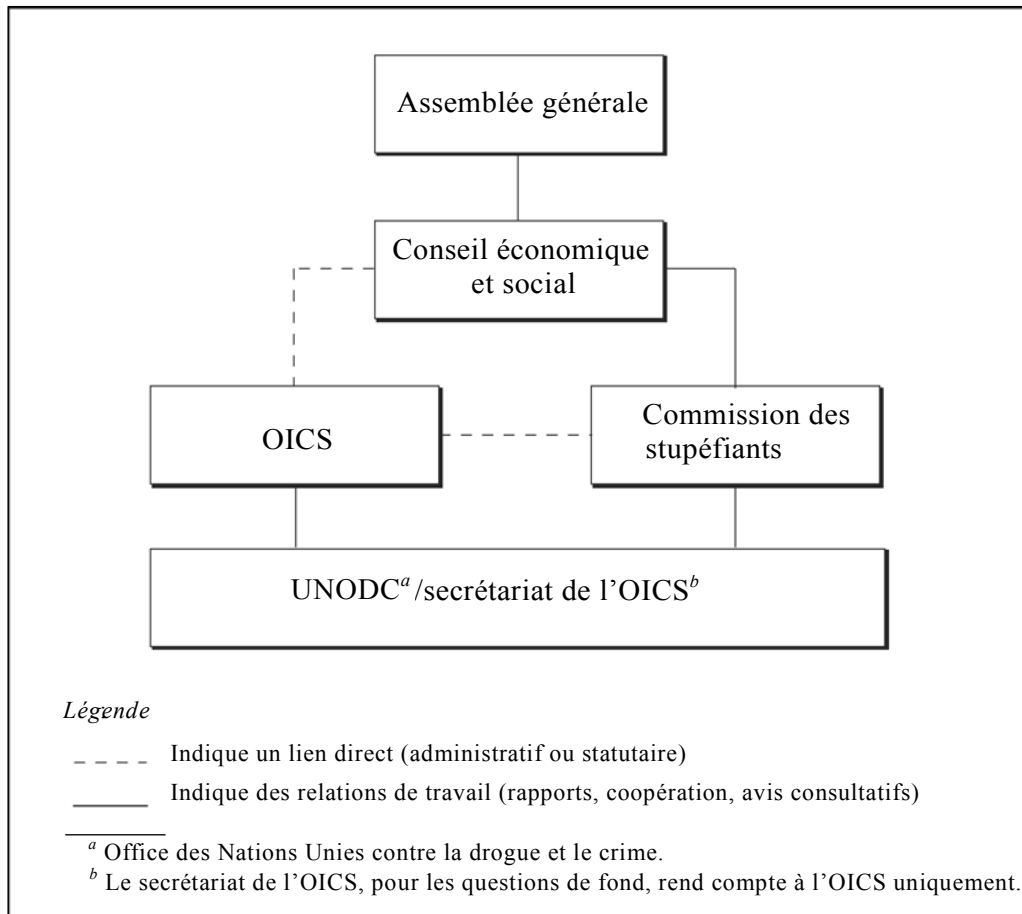 Assemblée générale
Conseil économique
et social
OICS
Commission des
stupéfiants
UNODCa/secrétariat de l’OICSb
Légende
Indique un lien direct (administratif ou statutaire)
Indique des relations de travail (rapports, coopération, avis consultatifs)
a Office des Nations Unies contre la drogue et le crime.
b Le secrétariat de l’OICS, pour les questions de fond, rend compte à l’OICS uniquement.